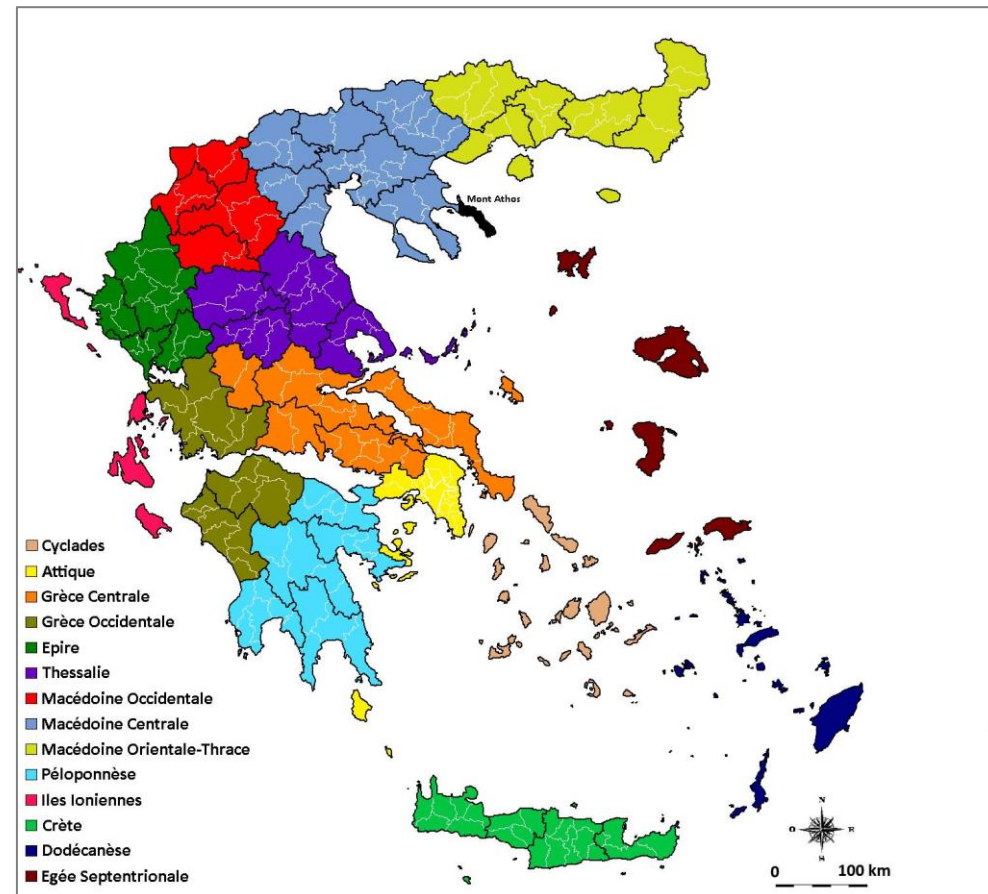 Mont Athos
Cyclades
Attique
Grèce Centrale
Grèce Occidentale
Epire
Thessalie
Macédoine Occidentale
Macédoine Centrale
Macédoine Orientale-Thrace
Péloponnèse
Iles Ioniennes
Crète
Dodécanèse
Egée Septentrionale
N
O E
S
0 100 km